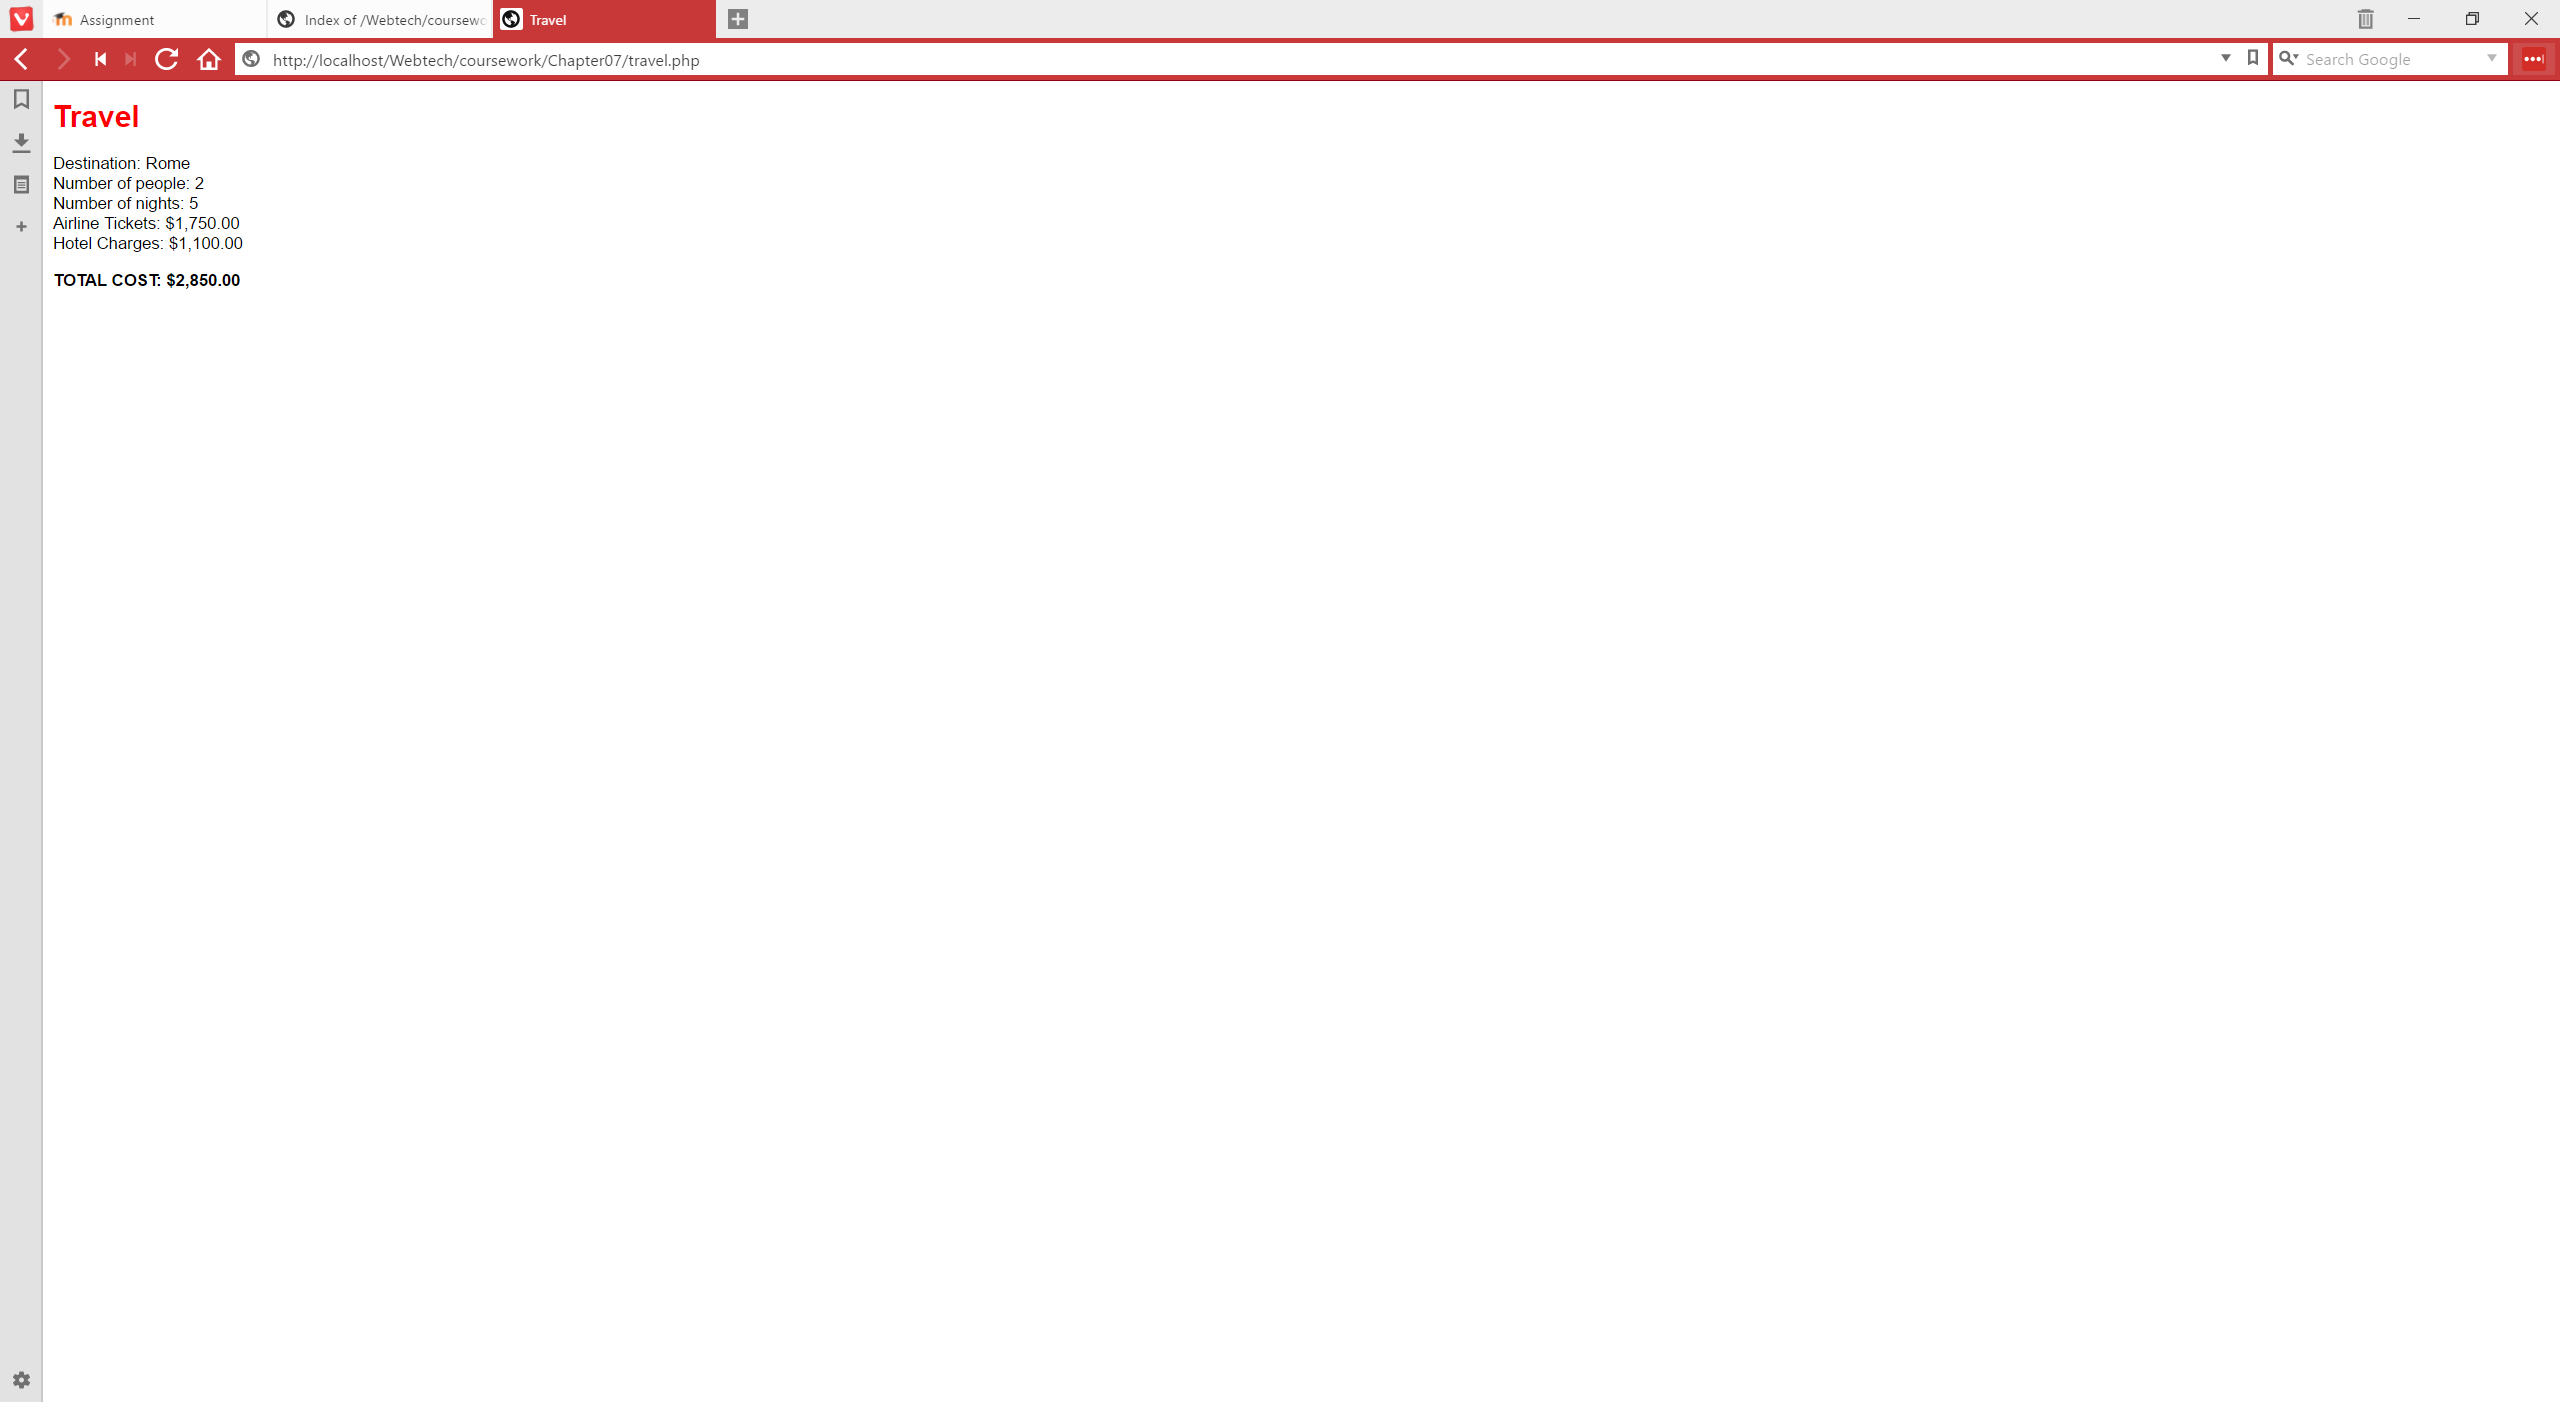 Assignment
Index of /Webtech/coursewo
Travel
http://localhost/Webtech/coursework/Chapter07/travel.php
Search Google
Travel
Destination: Rome
Number of people: 2
Number of nights: 5
Airline Tickets: $1,750.00
Hotel Charges: $1,100.00
TOTAL COST: $2,850.00